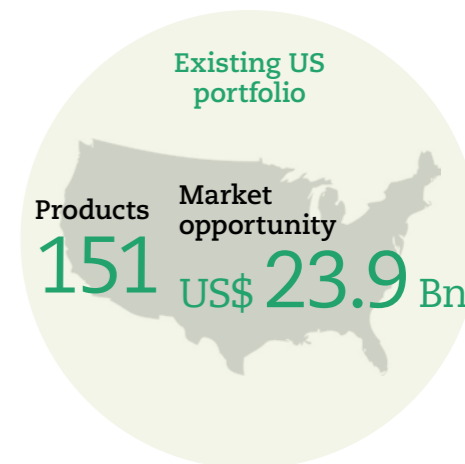 Existing US
portfolio
Products
151
Market
opportunity
US$ 23.9 Bn